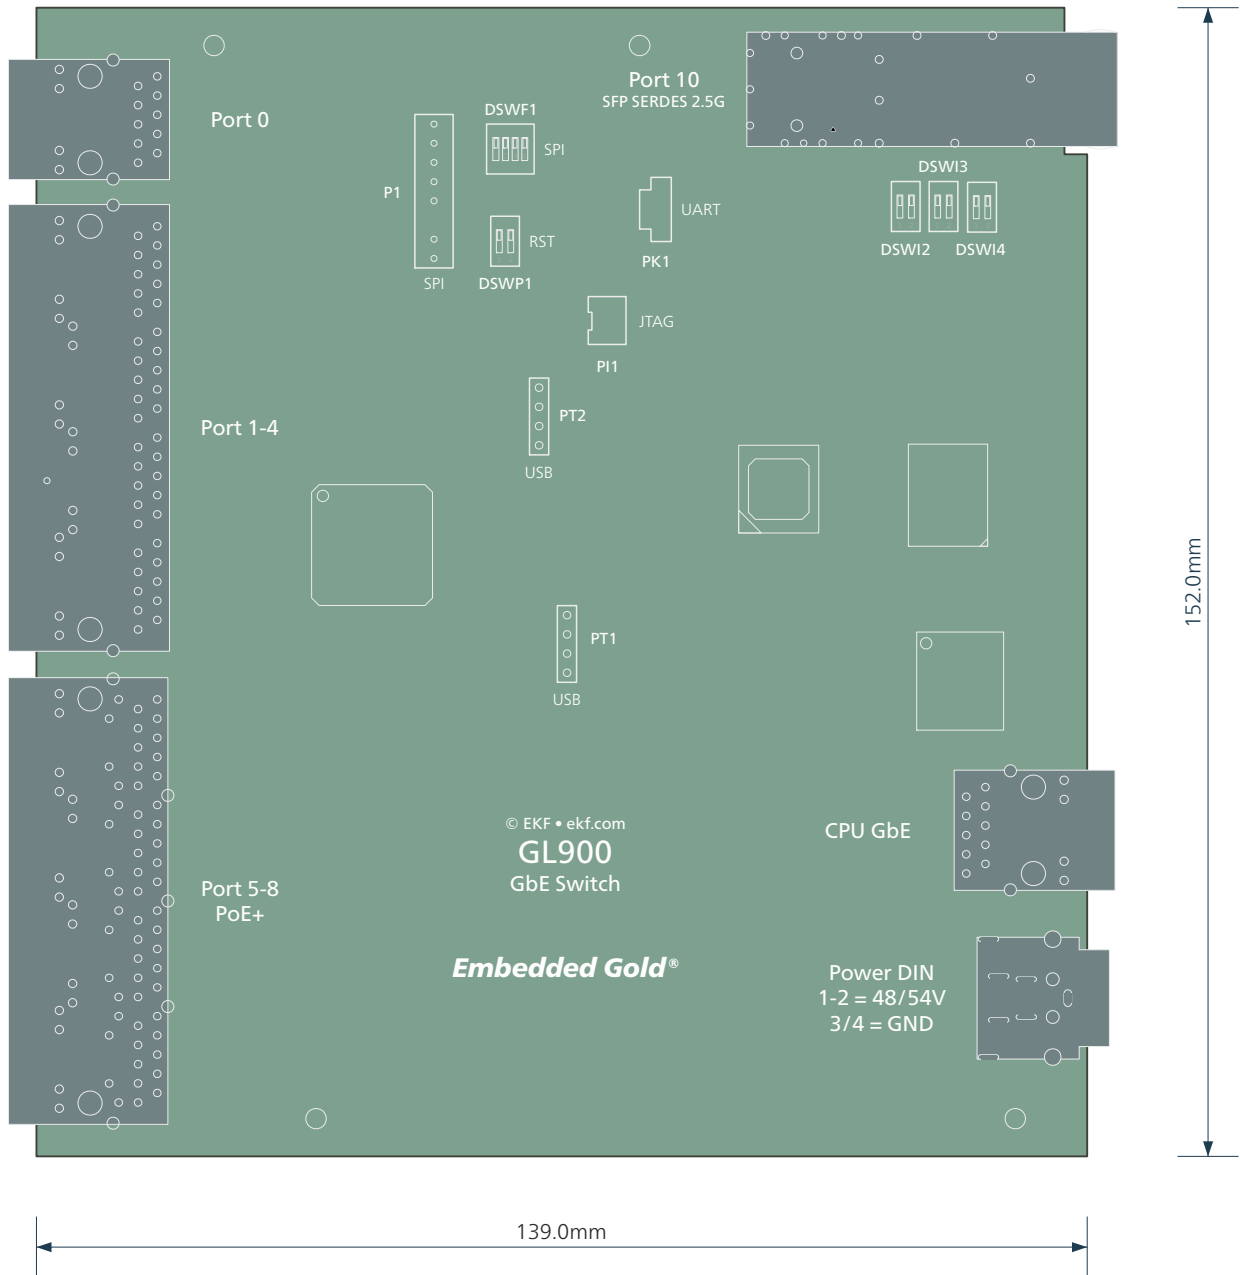 Port 10
SFP SERDES 2.5G
Port 0
DSWF1
SPI
DSWI3
P1
UART
RST
DSWI2
DSWI4
PK1
SPI
DSWP1
JTAG
PI1
PT2
Port 1-4
USB
152.0mm
PT1
USB
© EKF • ekf.com
GL900
GbE Switch
CPU GbE
Port 5-8
PoE+
Embedded Gold®
Power DIN
1-2 = 48/54V
3/4 = GND
139.0mm